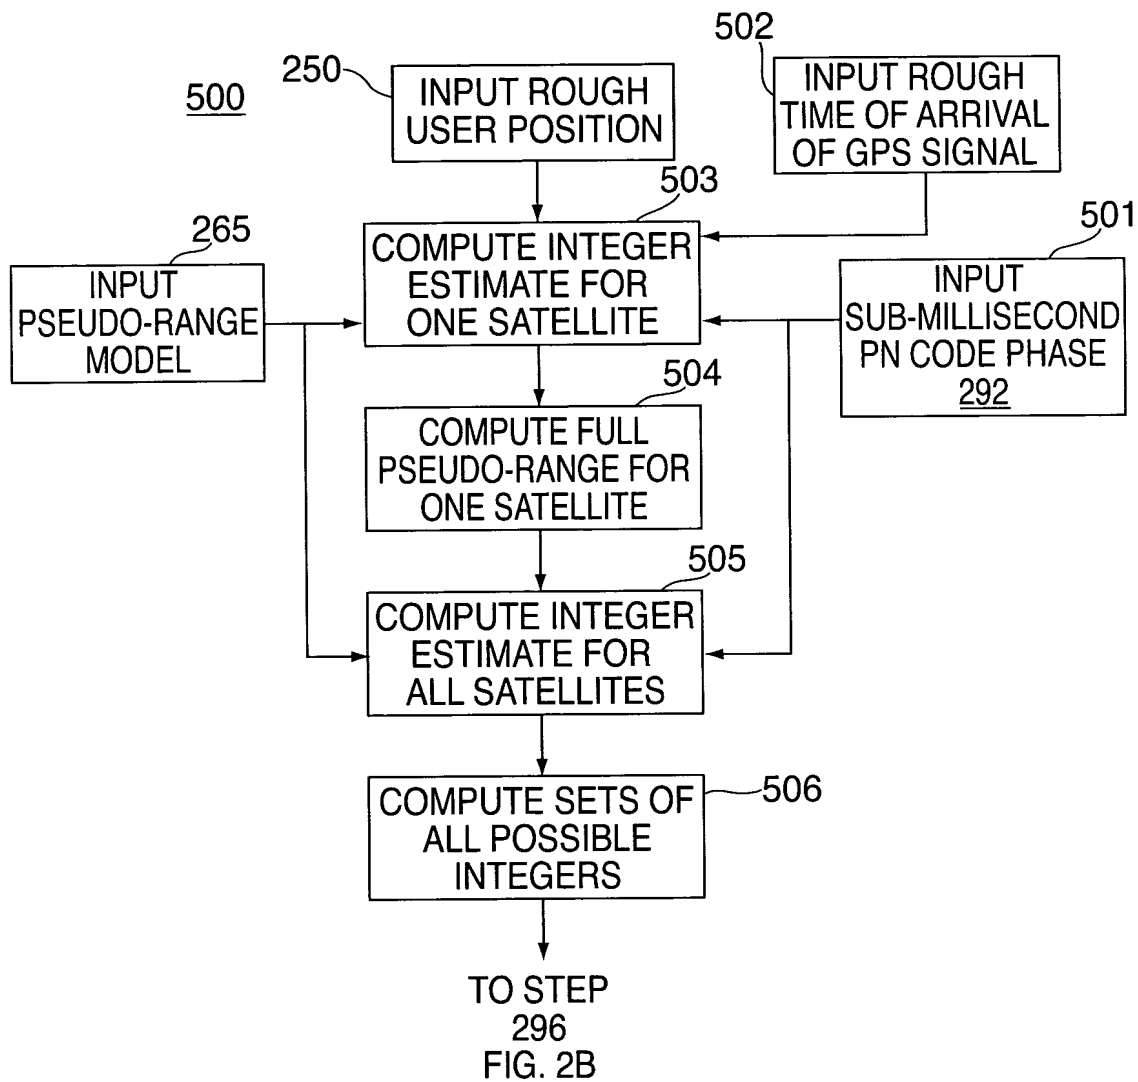 500
250
INPUT ROUGH
USER POSITION
502
INPUT ROUGH
TIME OF ARRIVAL
OF GPS SIGNAL
265
INPUT
PSEUDO-RANGE
MODEL
503
COMPUTE INTEGER
ESTIMATE FOR
ONE SATELLITE
501
INPUT
SUB-MILLISECOND
PN CODE PHASE
292
504
COMPUTE FULL
PSEUDO-RANGE FOR
ONE SATELLITE
505
COMPUTE INTEGER
ESTIMATE FOR
ALL SATELLITES
506
COMPUTE SETS OF
ALL POSSIBLE
INTEGERS
TO STEP
296
FIG. 2B